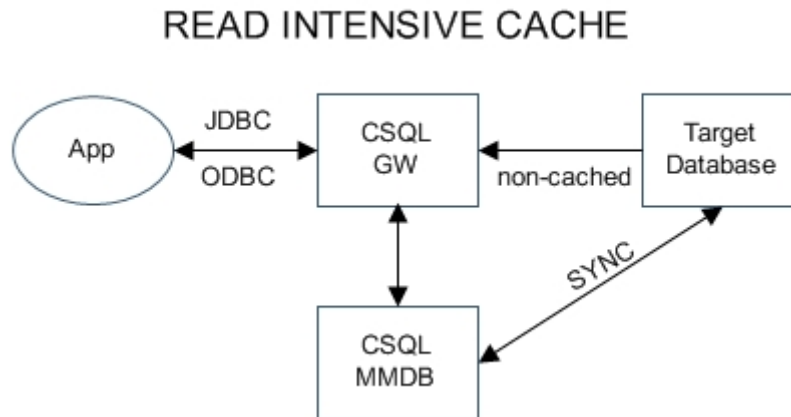 READ INTENSIVE CACHE
App
JDBC
ODBC
CSQL
GW
non-cached
Target
Database
SYNC
CSQL
MMDB